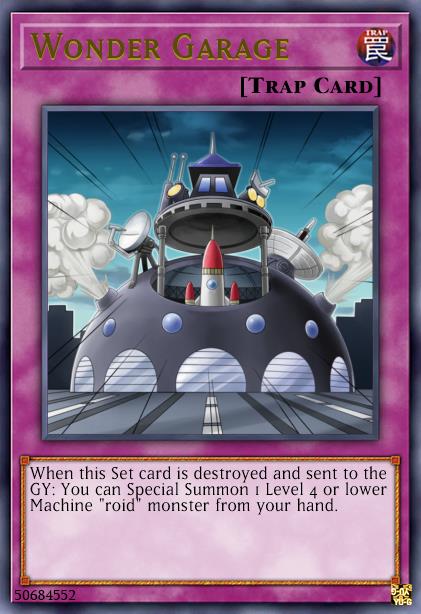 Wonder Garage
TRAP
罠
[Trap Card]
When this Set card is destroyed and sent to the
GY: You can Special Summon 1 Level 4 or lower
Machine "roid" monster from your hand.
50684552